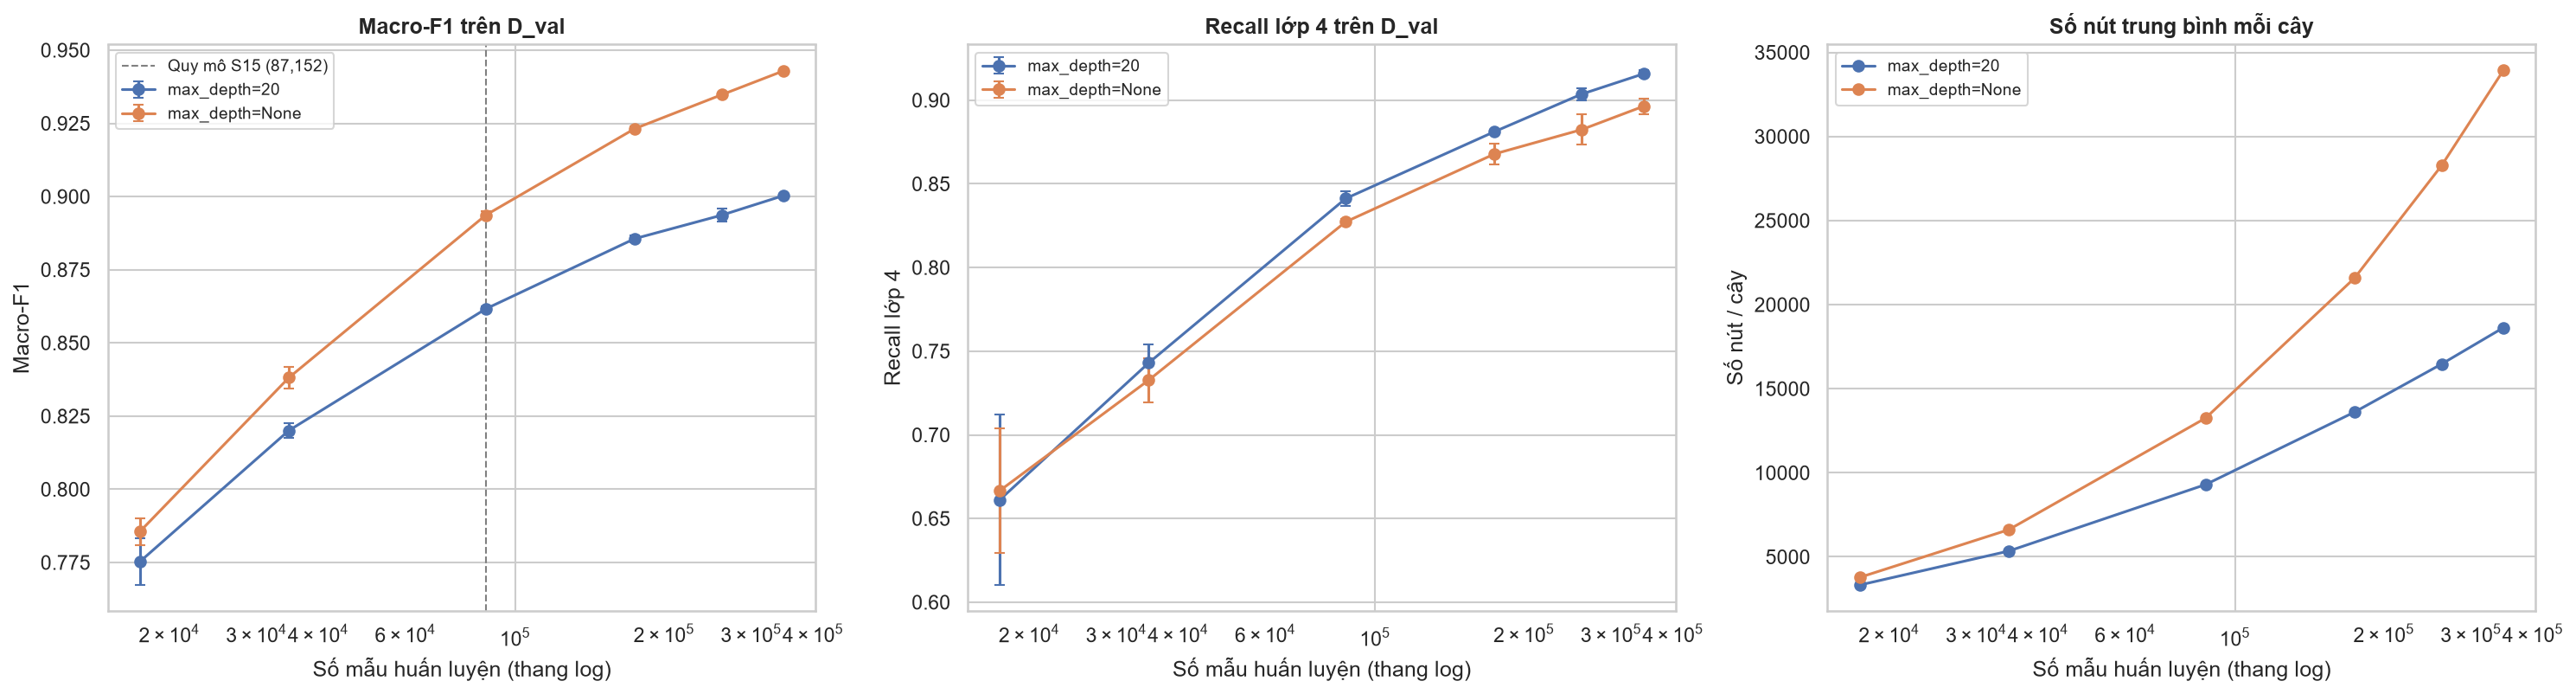 Macro-F1 trên D_val
0.950
0.925
0.900
0.875
0.850
0.825
0.800
0.775
Macro-F1
Quy mô S15 (87,152)
max_depth=20
max_depth=None
2 × 10⁴
3 × 10⁴
4 × 10⁴
6 × 10⁴
10⁵
2 × 10⁵
3 × 10⁵
4 × 10⁵
Số mẫu huấn luyện (thang log)
Recall lớp 4 trên D_val
0.90
0.85
0.80
0.75
0.70
0.65
0.60
Recall lớp 4
max_depth=20
max_depth=None
2 × 10⁴
3 × 10⁴
4 × 10⁴
6 × 10⁴
10⁵
2 × 10⁵
3 × 10⁵
4 × 10⁵
Số mẫu huấn luyện (thang log)
Số nút trung bình mỗi cây
35000
30000
25000
20000
15000
10000
5000
Số nút / cây
max_depth=20
max_depth=None
2 × 10⁴
3 × 10⁴
4 × 10⁴
6 × 10⁴
10⁵
2 × 10⁵
3 × 10⁵
4 × 10⁵
Số mẫu huấn luyện (thang log)